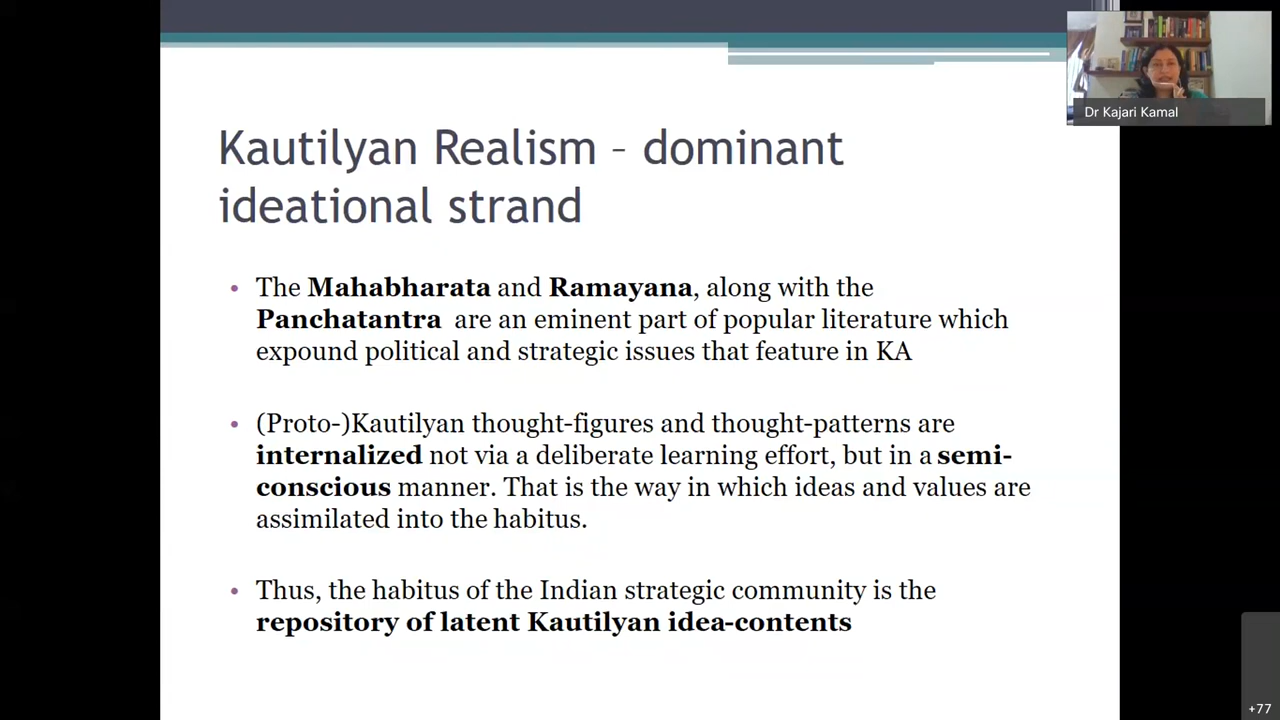 Dr Kajari Kamal
Kautilyan Realism – dominant
ideational strand
• The Mahabharata and Ramayana, along with the
Panchatantra are an eminent part of popular literature which
expound political and strategic issues that feature in KA
• (Proto-)Kautilyan thought-figures and thought-patterns are
internalized not via a deliberate learning effort, but in a semi-
conscious manner. That is the way in which ideas and values are
assimilated into the habitus.
• Thus, the habitus of the Indian strategic community is the
repository of latent Kautilyan idea-contents
+77